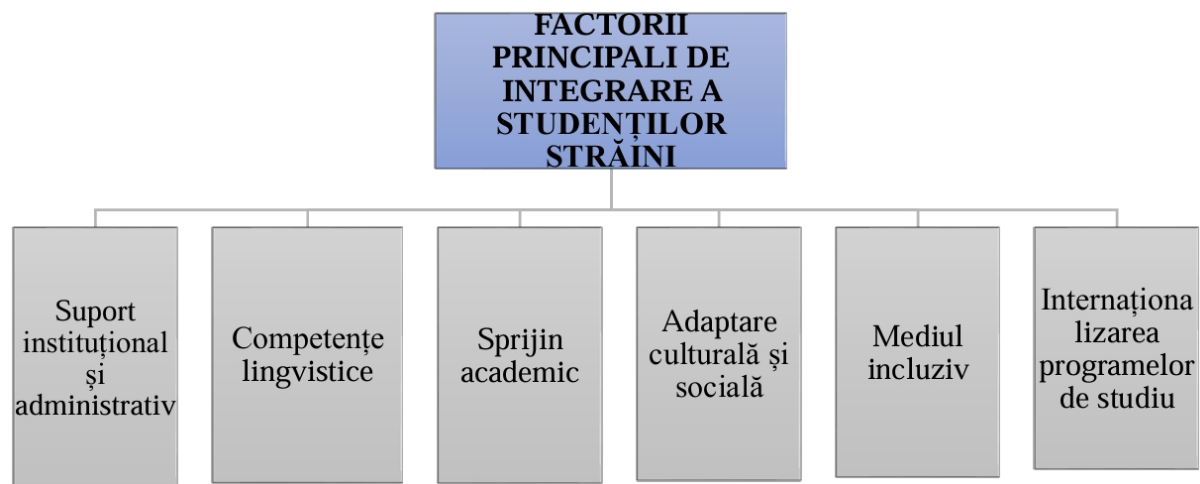 FACTORII
PRINCIPALI DE
INTEGRARE A
STUDENȚILOR
STRĂINI
Suport
instituțional
și
administrativ
Competențe
lingvistice
Sprijin
academic
Adaptare
culturală și
socială
Mediul
incluziv
Internaționa
lizarea
programelor
de studiu